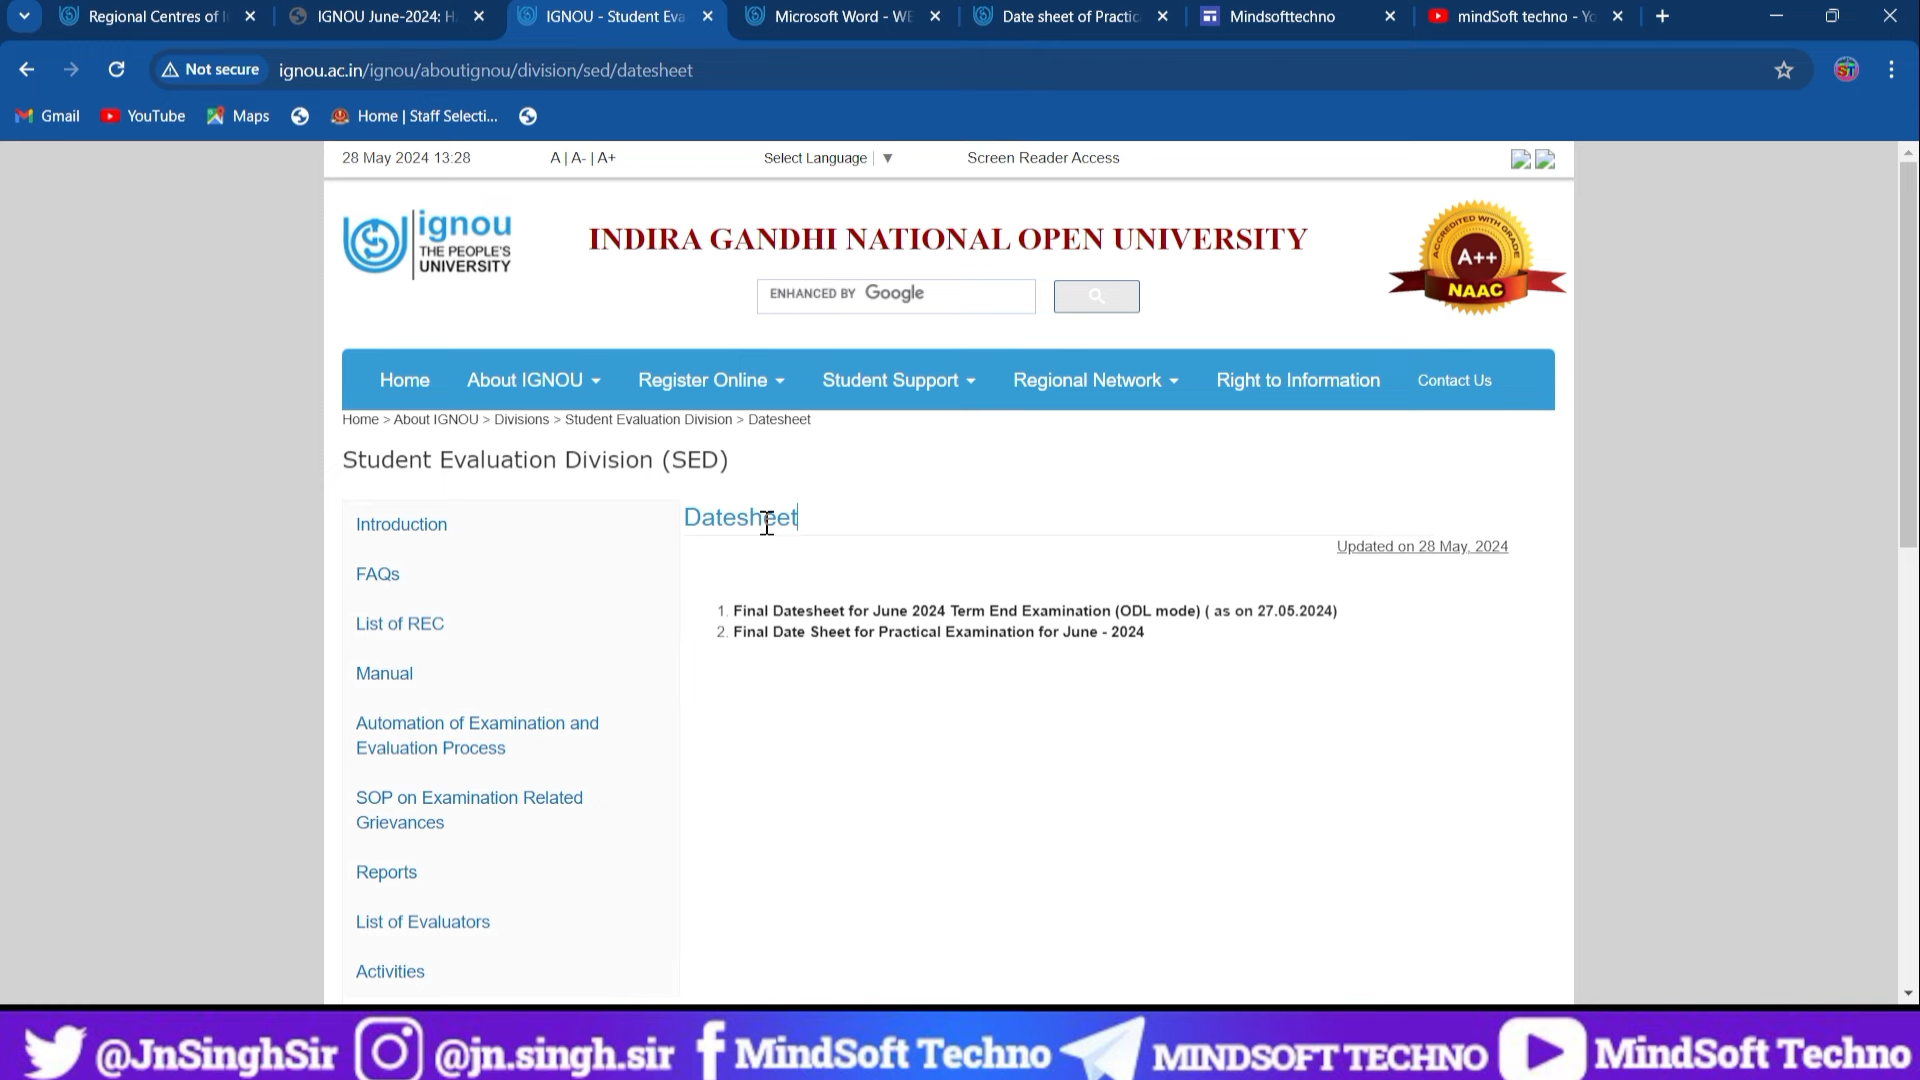 Regional Centres of I
IGNOU June-2024: H
IGNOU - Student Eva
Microsoft Word - WE
Date sheet of Practic
Mindsofttechno
mindSoft techno - Yo
Not secure
ignou.ac.in/ignou/aboutignou/division/sed/datesheet
ST
Gmail
YouTube
Maps
Home | Staff Selecti...
28 May 2024 13:28
A | A- | A+
Select Language ▼
Screen Reader Access
ignou
THE PEOPLE'S
UNIVERSITY
INDIRA GANDHI NATIONAL OPEN UNIVERSITY
ACCREDITED WITH GRADE
A++
NAAC
ENHANCED BY Google
Home
About IGNOU
Register Online
Student Support
Regional Network
Right to Information
Contact Us
Home > About IGNOU > Divisions > Student Evaluation Division > Datesheet
Student Evaluation Division (SED)
Introduction
FAQs
List of REC
Manual
Automation of Examination and
Evaluation Process
SOP on Examination Related
Grievances
Reports
List of Evaluators
Activities
Datesheet
Updated on 28 May, 2024
1. Final Datesheet for June 2024 Term End Examination (ODL mode) ( as on 27.05.2024)
2. Final Date Sheet for Practical Examination for June - 2024
@JnSinghSir
@jn.singh.sir
MindSoft Techno
MINDSOFT TECHNO
MindSoft Techno